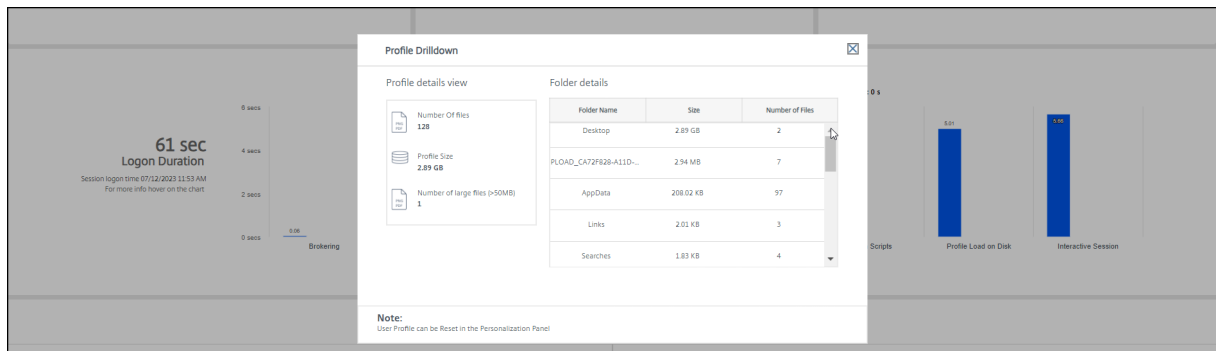 Profile Drilldown
Profile details view
Number Of files
128
Profile Size
2.89 GB
Number of large files (>50MB)
1
Folder details
Folder Name Size Number of Files
Desktop 2.89 GB 2
PLOAD_CA72F828-A11D-... 2.94 MB 7
AppData 208.02 KB 97
Links 2.01 KB 3
Searches 1.83 KB 4
Note:
User Profile can be Reset in the Personalization Panel
61 sec
Logon Duration
Session logon time 07/12/2023 11:53 AM
For more info hover on the chart
6 secs
4 secs
2 secs
0 secs
0.06
Brokering
0 s
Scripts
Profile Load on Disk
Interactive Session